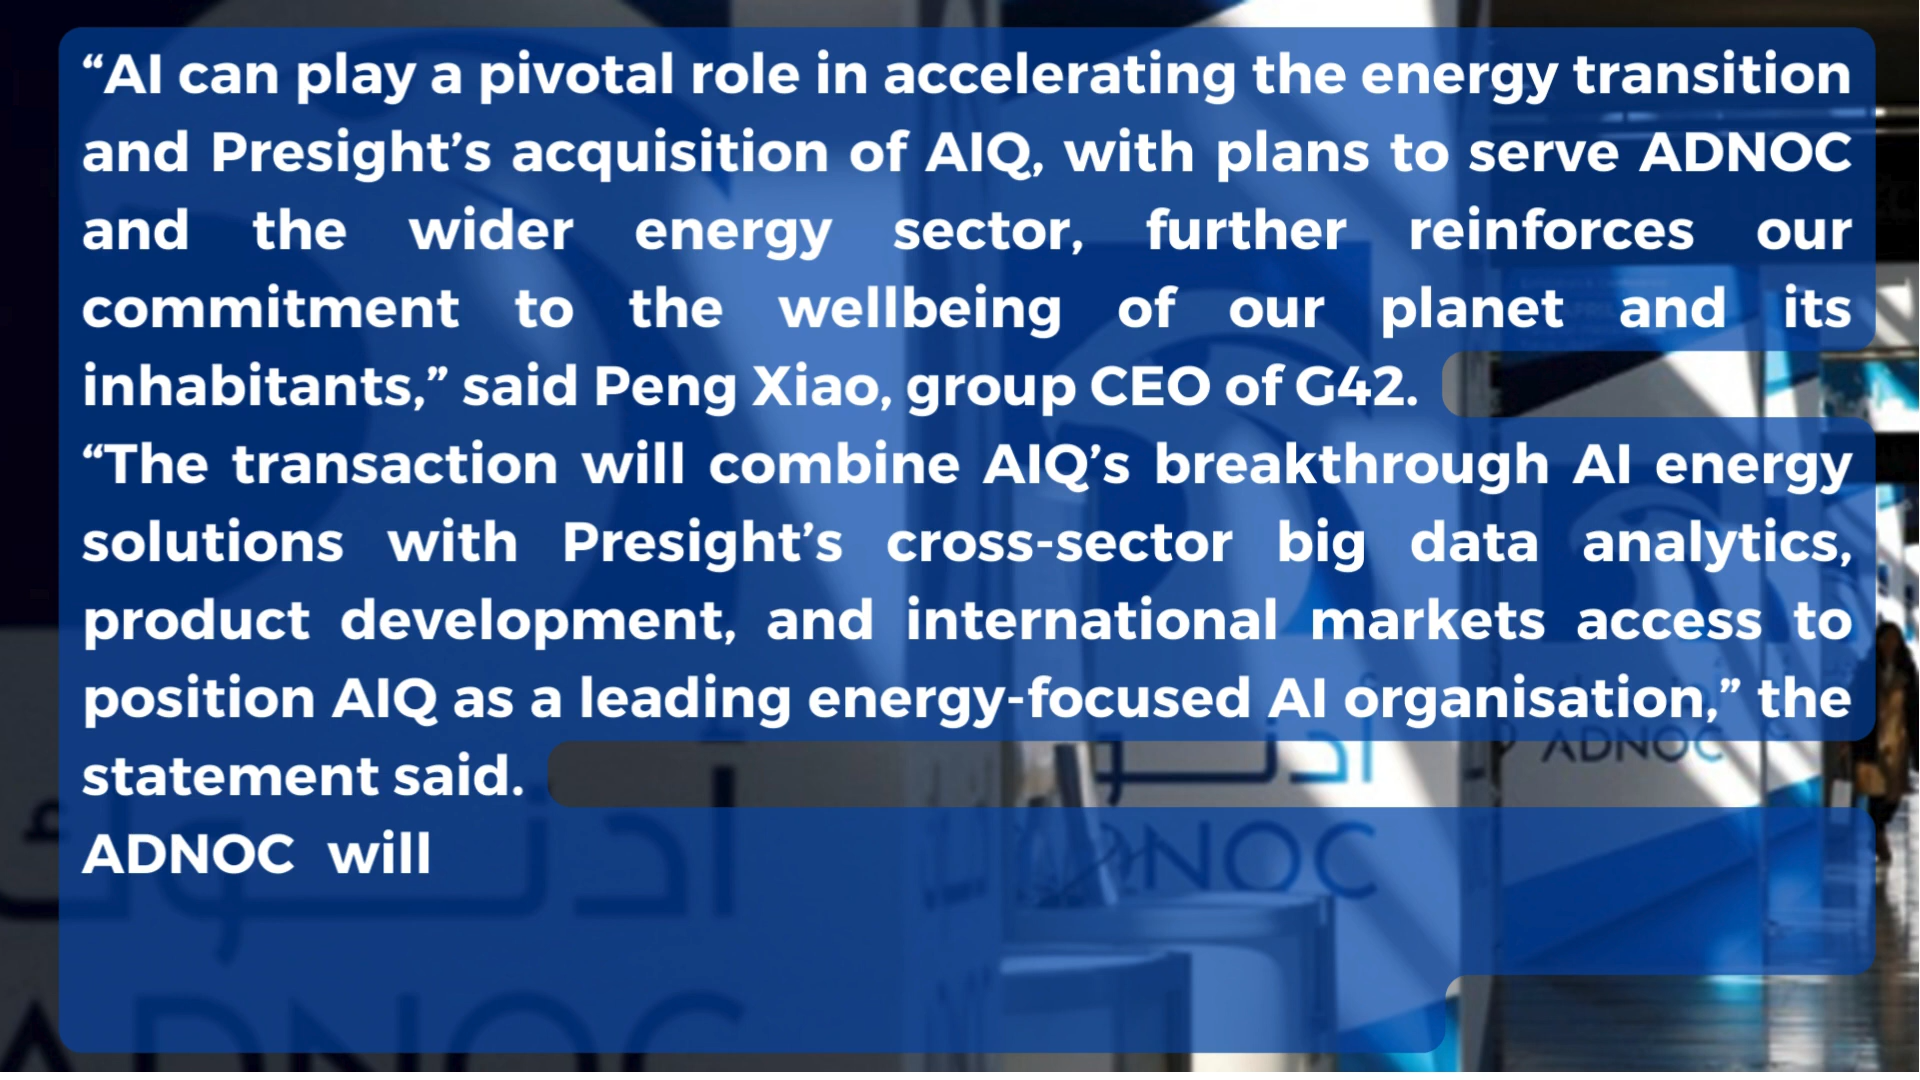 “AI can play a pivotal role in accelerating the energy transition
and Presight’s acquisition of AIQ, with plans to serve ADNOC
and the wider energy sector, further reinforces our
commitment to the wellbeing of our planet and its
inhabitants,” said Peng Xiao, group CEO of G42.
“The transaction will combine AIQ’s breakthrough AI energy
solutions with Presight’s cross-sector big data analytics,
product development, and international markets access to
position AIQ as a leading energy-focused AI organisation,” the
statement said.
ADNOC will
أدنوك
ADNOC
أدنو
ADNOC
ADNOC